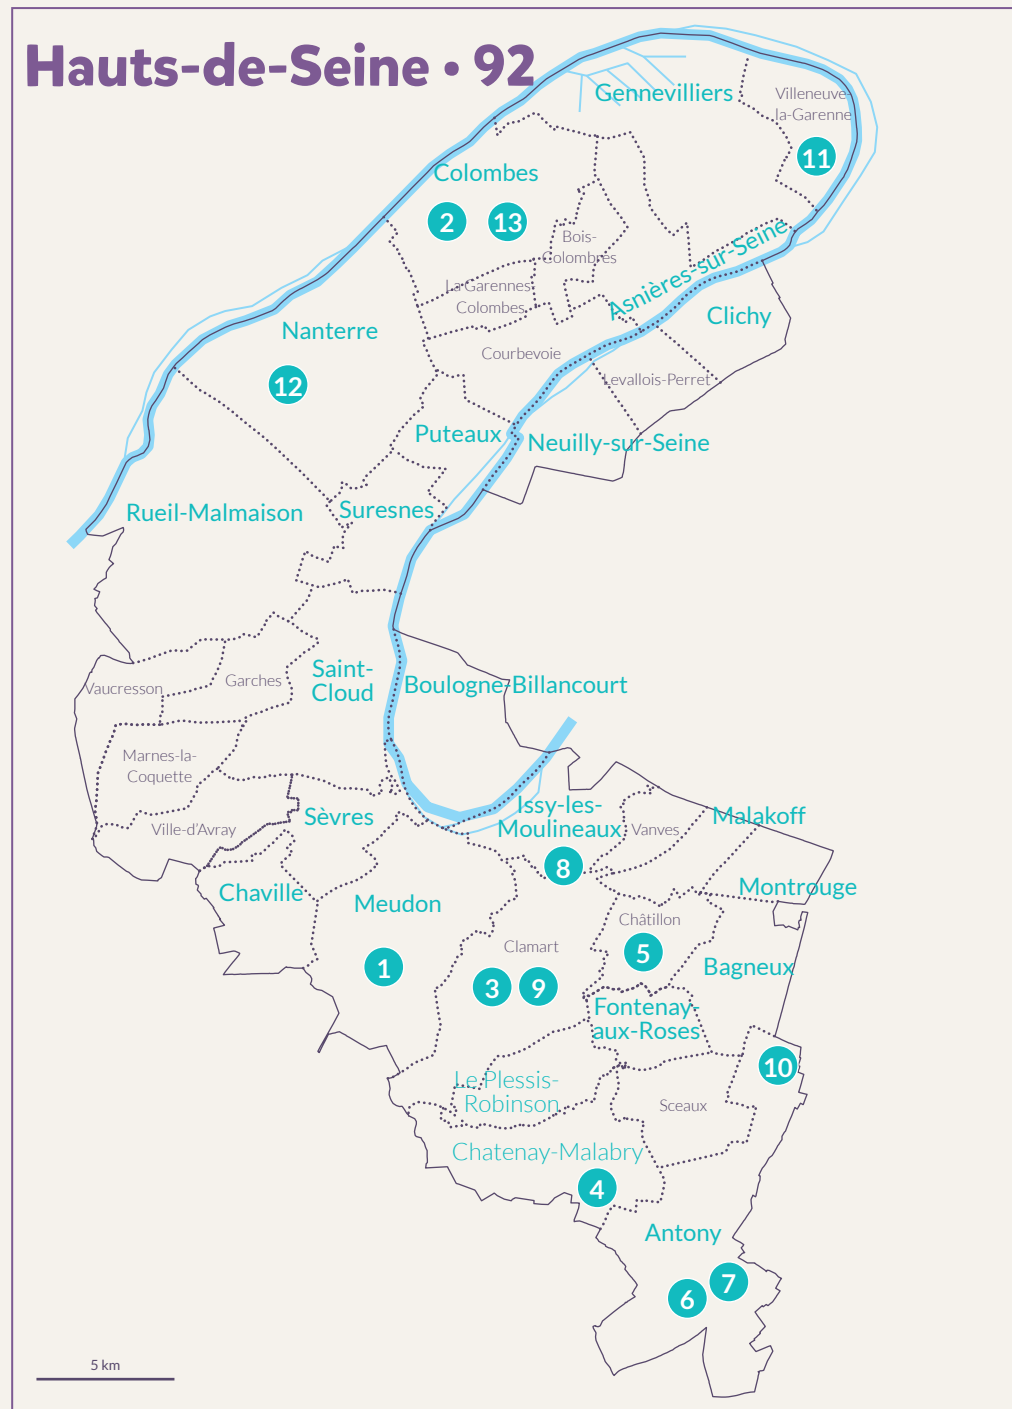 Hauts-de-Seine • 92
Gennevilliers
Villeneuve-
la-Garenne
11
Colombes
2
13
Bois-
Colombes
Asnières-sur-Seine
La Garennes
Colombes
Clichy
Nanterre
12
Courbevoie
Levallois-Perret
Puteaux
Neuilly-sur-Seine
Rueil-Malmaison
Suresnes
Saint-
Cloud
Vaucresson
Garches
Boulogne-Billancourt
Marnes-la-
Coquette
Ville-d'Avray
Sèvres
Issy-les-
Moulineaux
8
Vanves
Malakoff
Montrouge
Chaville
Meudon
1
Clamart
3
9
Châtillon
5
Bagneux
Fontenay-
aux-Roses
10
Le Plessis-
Robinson
Sceaux
Chatenay-Malabry
4
Antony
6
7
5 km